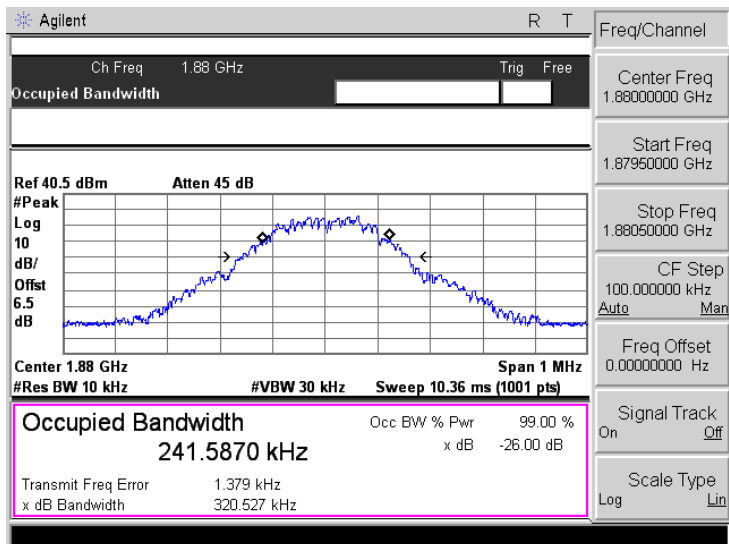 Agilent R T
Ch Freq 1.88 GHz Trig Free
Occupied Bandwidth
Ref 40.5 dBm Atten 45 dB
#Peak
Log
10
dB/
Offst
6.5
dB
Center 1.88 GHz Span 1 MHz
#Res BW 10 kHz #VBW 30 kHz Sweep 10.36 ms (1001 pts)
Occupied Bandwidth Occ BW % Pwr 99.00 %
241.5870 kHz x dB -26.00 dB
Transmit Freq Error 1.379 kHz
x dB Bandwidth 320.527 kHz
Freq/Channel
Center Freq
1.88000000 GHz
Start Freq
1.87950000 GHz
Stop Freq
1.88050000 GHz
CF Step
100.000000 kHz
Auto Man
Freq Offset
0.00000000 Hz
Signal Track
On Off
Scale Type
Log Lin